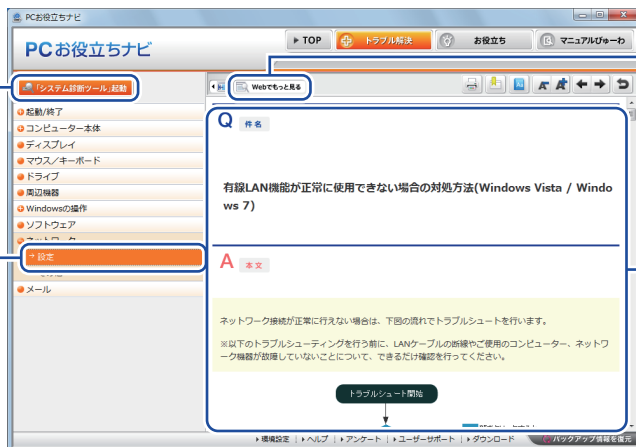 PCお役立ちナビ
PCお役立ちナビ
▶ TOP
トラブル解決
お役立ち
マニュアルびゅーわ
「システム診断ツール」起動
Webでもっと見る
起動/終了
コンピューター本体
ディスプレイ
マウス/キーボード
ドライブ
周辺機器
Windowsの操作
ソフトウェア
設定
メール
Q 件名
有線LAN機能が正常に使用できない場合の対処方法(Windows Vista / Windo
ws 7)
A 本文
ネットワーク接続が正常に行えない場合は、下図の流れでトラブルシュートを行います。
※以下のトラブルシューティングを行う前に、LANケーブルの断線やご使用のコンピューター、ネットワ
ーク機器が故障していないことについて、できるだけ確認を行ってください。
トラブルシュート開始
▶環境設定 | ▶ヘルプ | ▶アンケート | ▶ユーザーサポート | ▶ダウンロード
バックアップ情報を復元